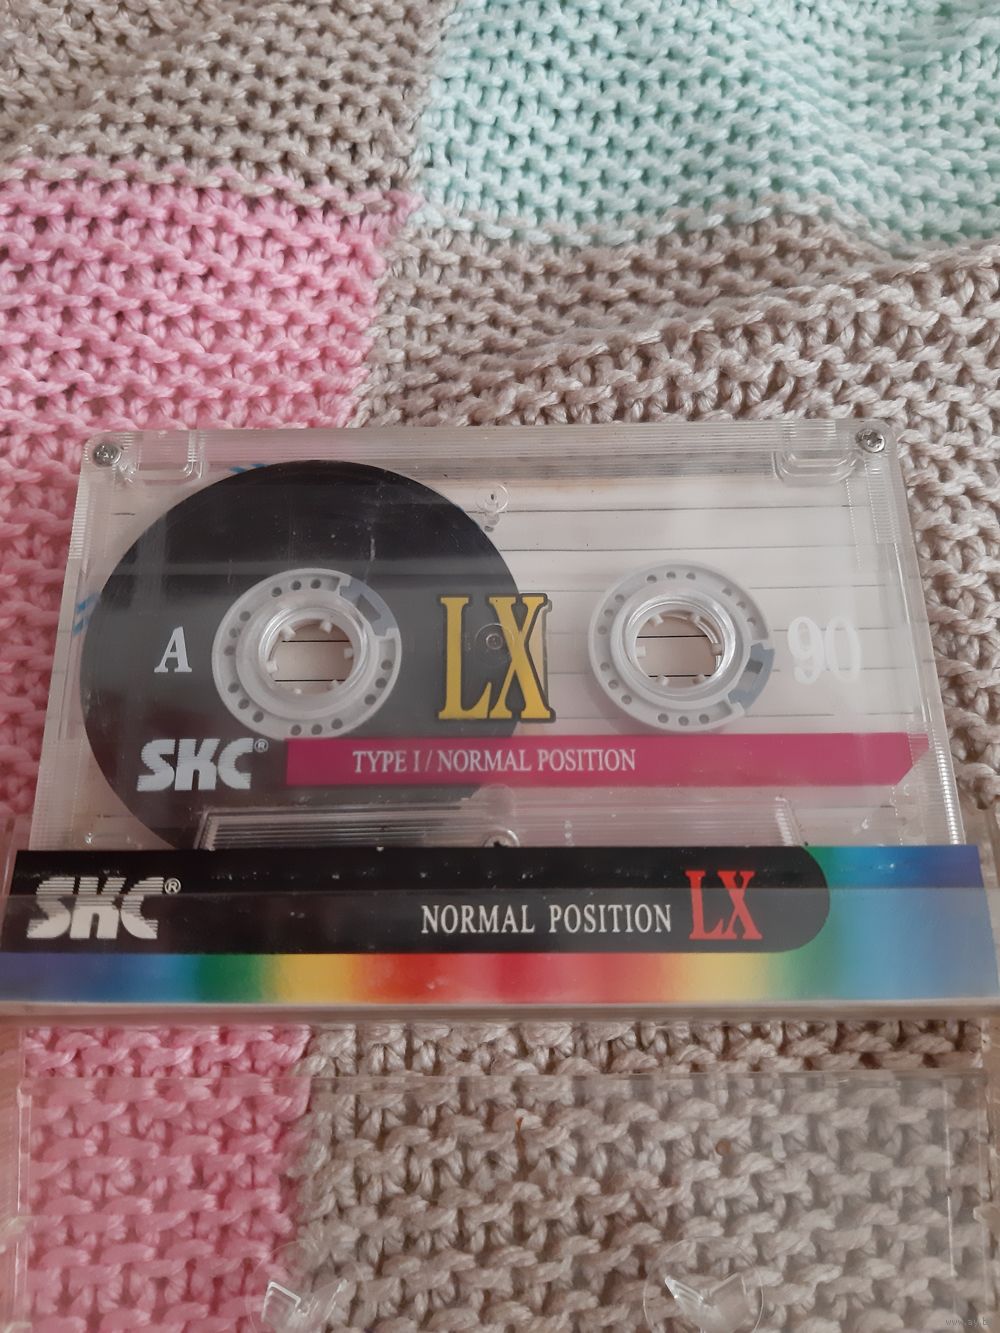 A
LX
90
SKC®
TYPE I / NORMAL POSITION
SKC®
NORMAL POSITION LX